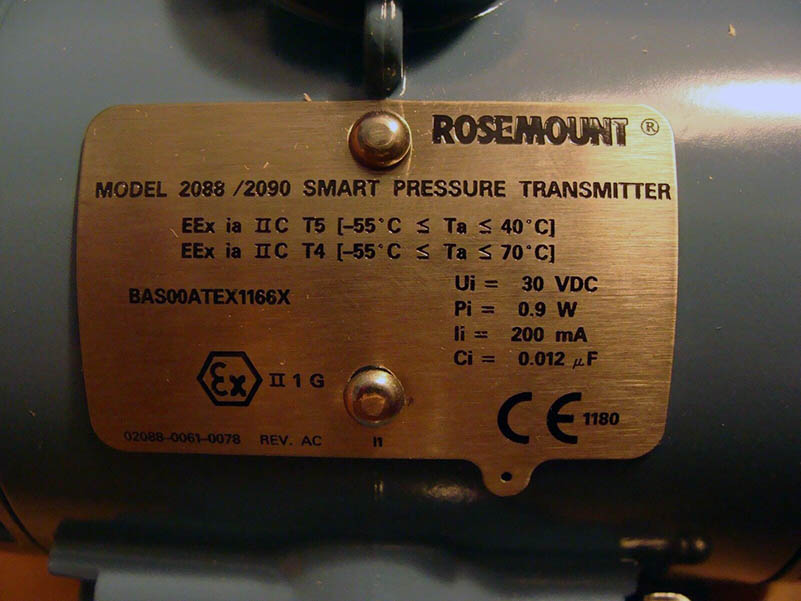 ROSEMOUNT ®
MODEL 2088 /2090 SMART PRESSURE TRANSMITTER
EEx ia IIC T5 [-55°C ≤ Ta ≤ 40°C]
EEx ia IIC T4 [-55°C ≤ Ta ≤ 70°C]
BAS00ATEX1166X
Ui = 30 VDC
Pi = 0.9 W
Ii = 200 mA
Ci = 0.012 μF
Ex II 1 G
CE 1180
02088-0061-0078 REV. AC I1